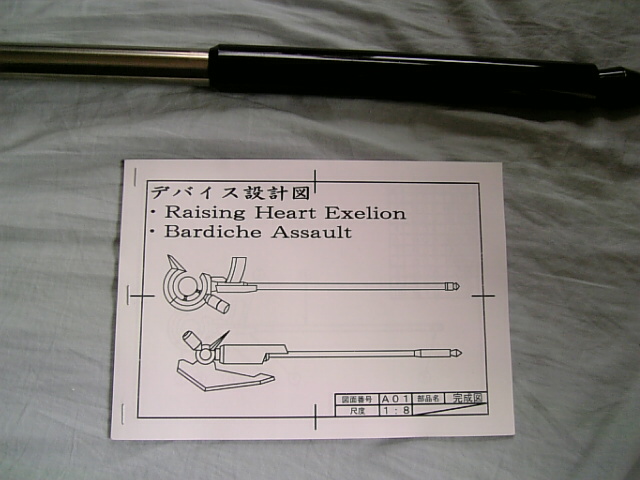 デバイス設計図
・Raising Heart Exelion
・Bardiche Assault
図面番号 A01 部品名 完成図
尺度 1:8